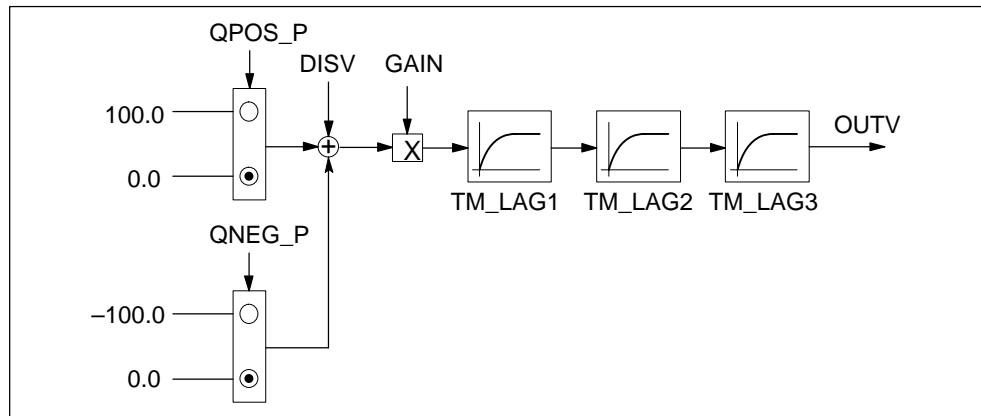 QPOS_P
DISV
GAIN
100.0
0.0
+
X
OUTV
TM_LAG1
TM_LAG2
TM_LAG3
QNEG_P
–100.0
0.0